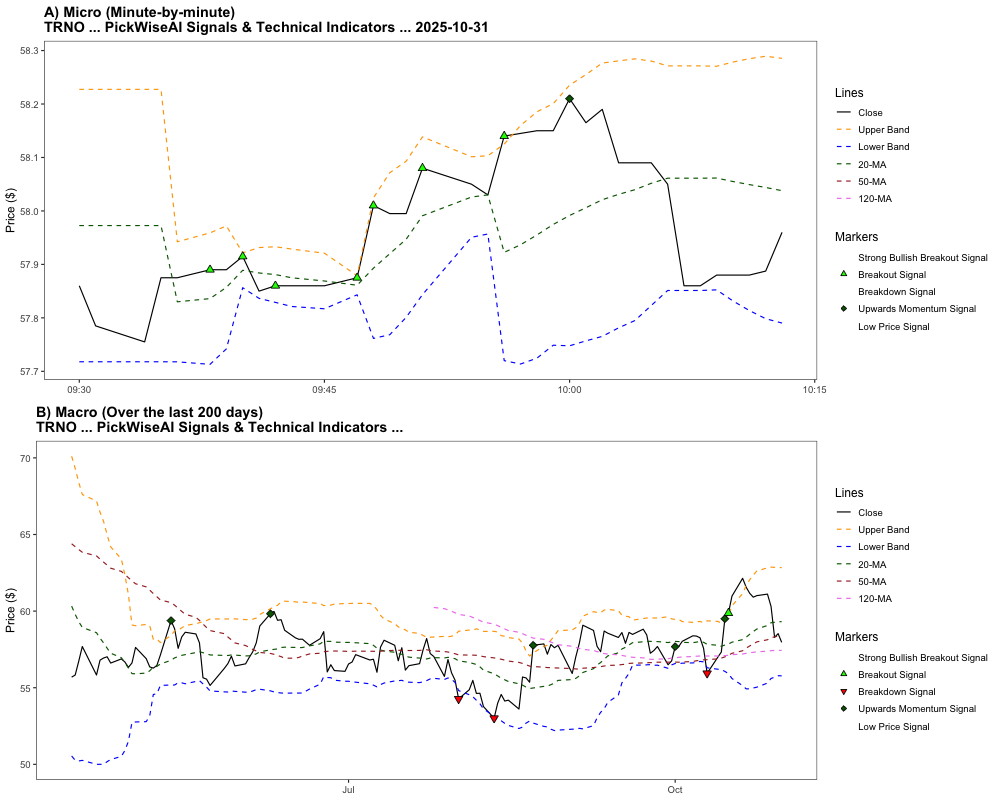 A) Micro (Minute-by-minute)
TRNO ... PickWiseAI Signals & Technical Indicators ... 2025-10-31
58.3
58.2
58.1
58.0
57.9
57.8
57.7
Price ($)
09:30
09:45
10:00
10:15
Lines
Close
Upper Band
Lower Band
20-MA
50-MA
120-MA
Markers
Strong Bullish Breakout Signal
Breakout Signal
Breakdown Signal
Upwards Momentum Signal
Low Price Signal
B) Macro (Over the last 200 days)
TRNO ... PickWiseAI Signals & Technical Indicators ...
70
65
60
55
50
Price ($)
Jul
Oct
Lines
Close
Upper Band
Lower Band
20-MA
50-MA
120-MA
Markers
Strong Bullish Breakout Signal
Breakout Signal
Breakdown Signal
Upwards Momentum Signal
Low Price Signal